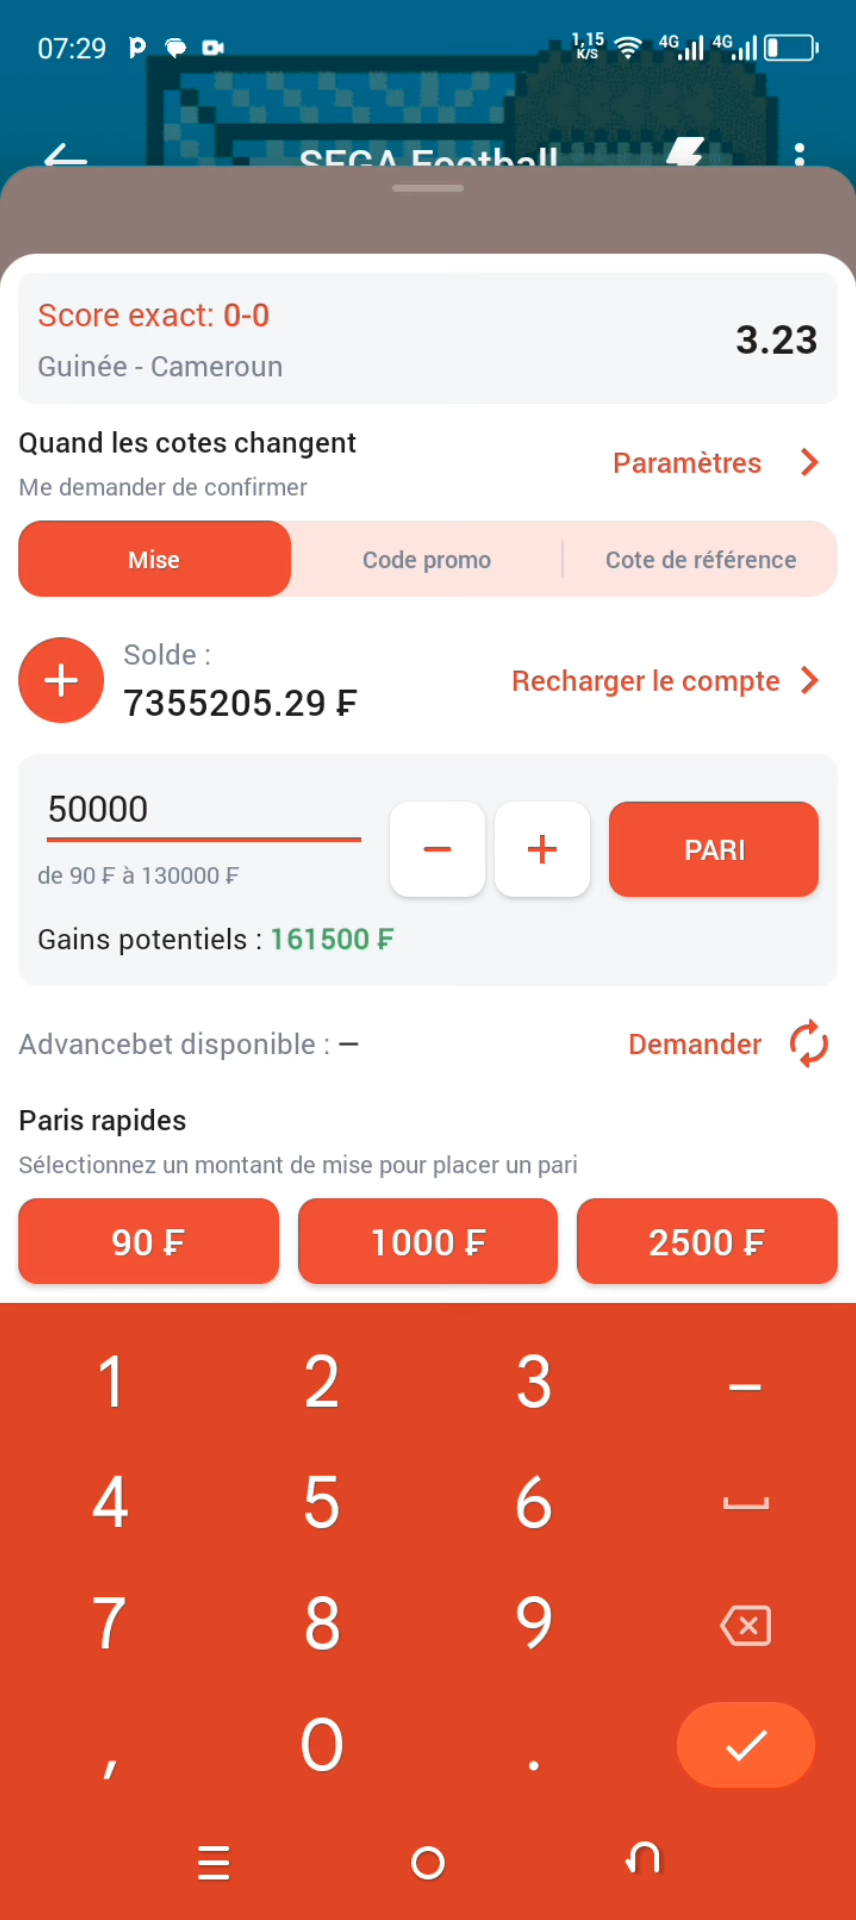 07:29
1,15
K/S
4G
4G
SEGA Football
Score exact: 0-0
3.23
Guinée - Cameroun
Quand les cotes changent
Paramètres
Me demander de confirmer
Mise
Code promo
Cote de référence
Solde :
7355205.29 ₣
Recharger le compte
50000
PARI
de 90 ₣ à 130000 ₣
Gains potentiels : 161500 ₣
Advancebet disponible : —
Demander
Paris rapides
Sélectionnez un montant de mise pour placer un pari
90 ₣
1000 ₣
2500 ₣
1 2 3 –
4 5 6
7 8 9
, 0 .